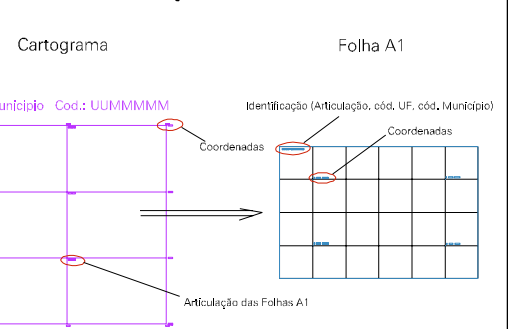 Cartograma
Folha A1
unicípio Cod.: UUMMMMM
Identificação (Articulação, cód. UF, cód. Município)
Coordenadas
Coordenadas
Articulação das Folhas A1